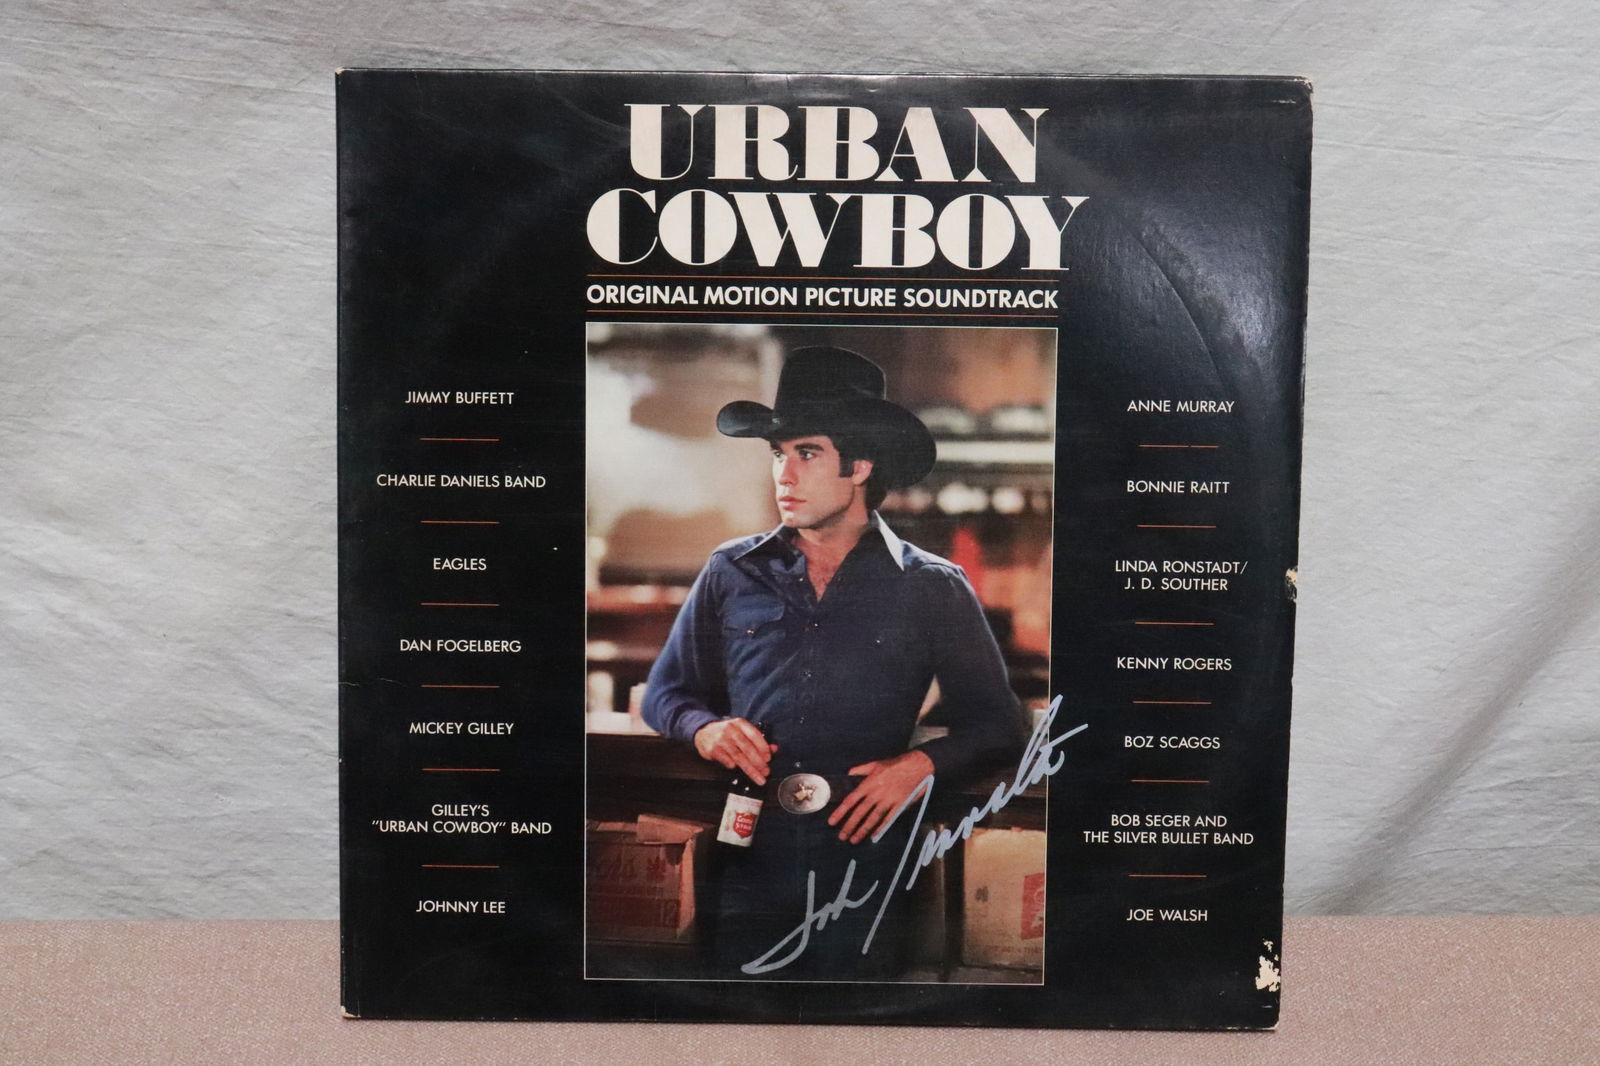 URBAN
COWBOY
ORIGINAL MOTION PICTURE SOUNDTRACK
JIMMY BUFFETT
CHARLIE DANIELS BAND
EAGLES
DAN FOGELBERG
MICKEY GILLEY
GILLEY'S
"URBAN COWBOY" BAND
JOHNNY LEE
ANNE MURRAY
BONNIE RAITT
LINDA RONSTADT/
J. D. SOUTHER
KENNY ROGERS
BOZ SCAGGS
BOB SEGER AND
THE SILVER BULLET BAND
JOE WALSH
John Travolta